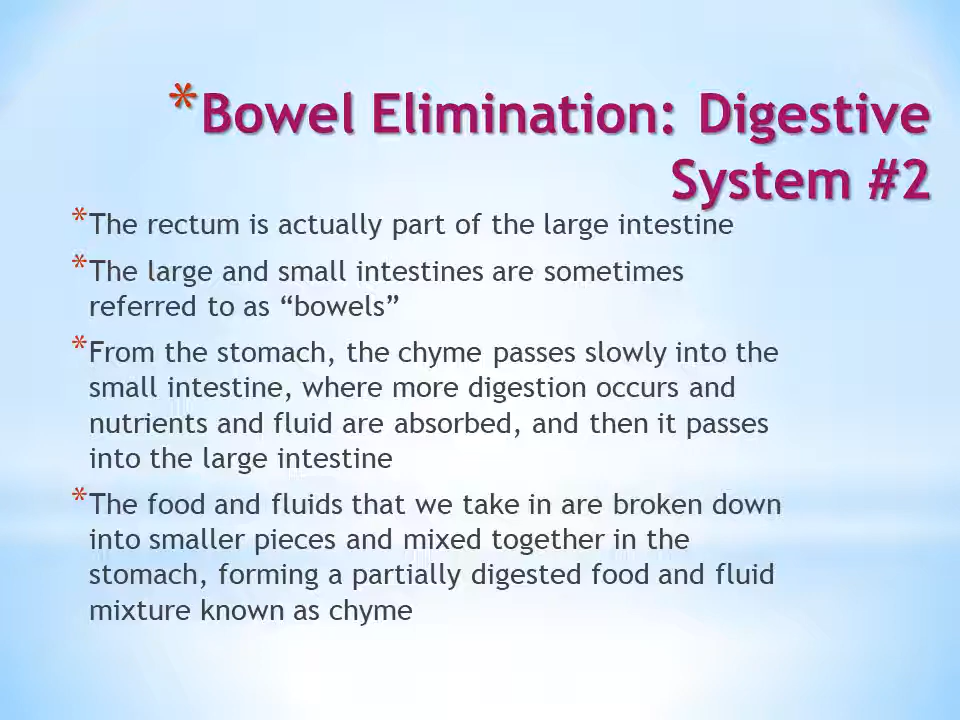 *Bowel Elimination: Digestive
System #2
*The rectum is actually part of the large intestine
*The large and small intestines are sometimes
referred to as “bowels”
*From the stomach, the chyme passes slowly into the
small intestine, where more digestion occurs and
nutrients and fluid are absorbed, and then it passes
into the large intestine
*The food and fluids that we take in are broken down
into smaller pieces and mixed together in the
stomach, forming a partially digested food and fluid
mixture known as chyme